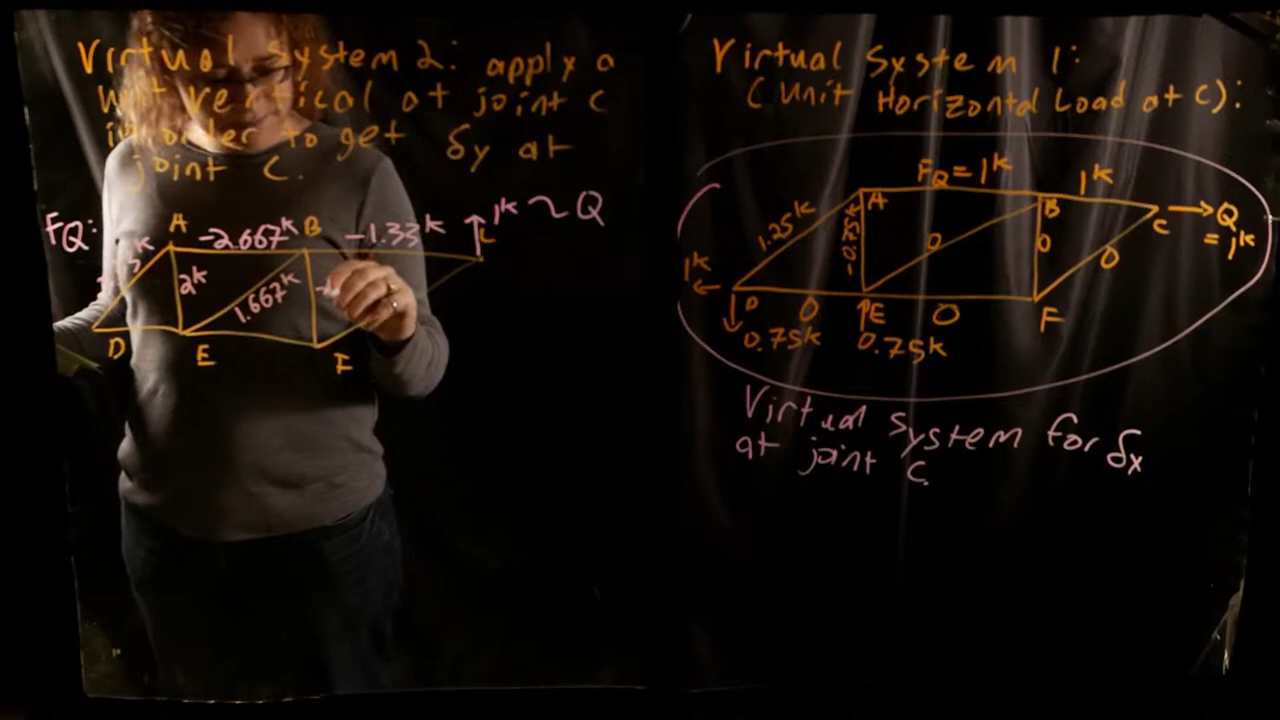 Virtual System 2: apply a
unit vertical at joint C
in order to get δy at
joint C.
FQ:
A -2.667k B -1.33k 1k ~ Q
C
k 2k 1.667k
D E F
Virtual System 1:
(Unit Horizontal Load at C):
FQ = 1k 1k
1.25k A B C Q
= 1k
-0.75k 0 0 0
1k
D 0 E 0 F
0.75k 0.75k
Virtual system for δx
at joint C.